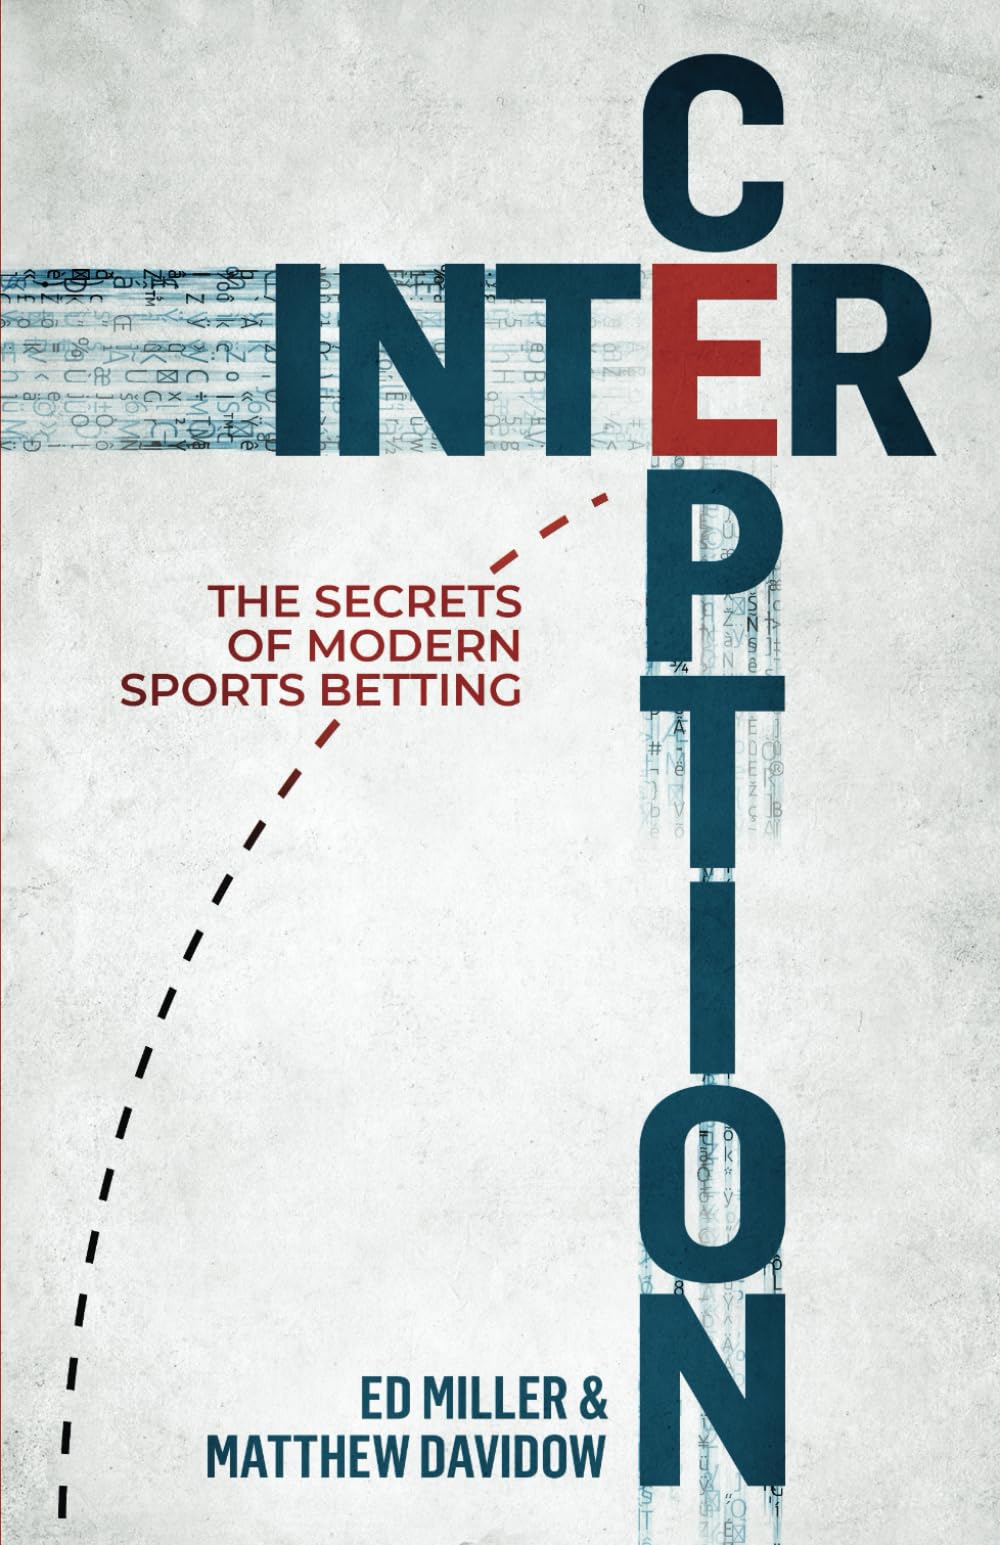 INTER
CEPTION
THE SECRETS
OF MODERN
SPORTS BETTING
ED MILLER &
MATTHEW DAVIDOW